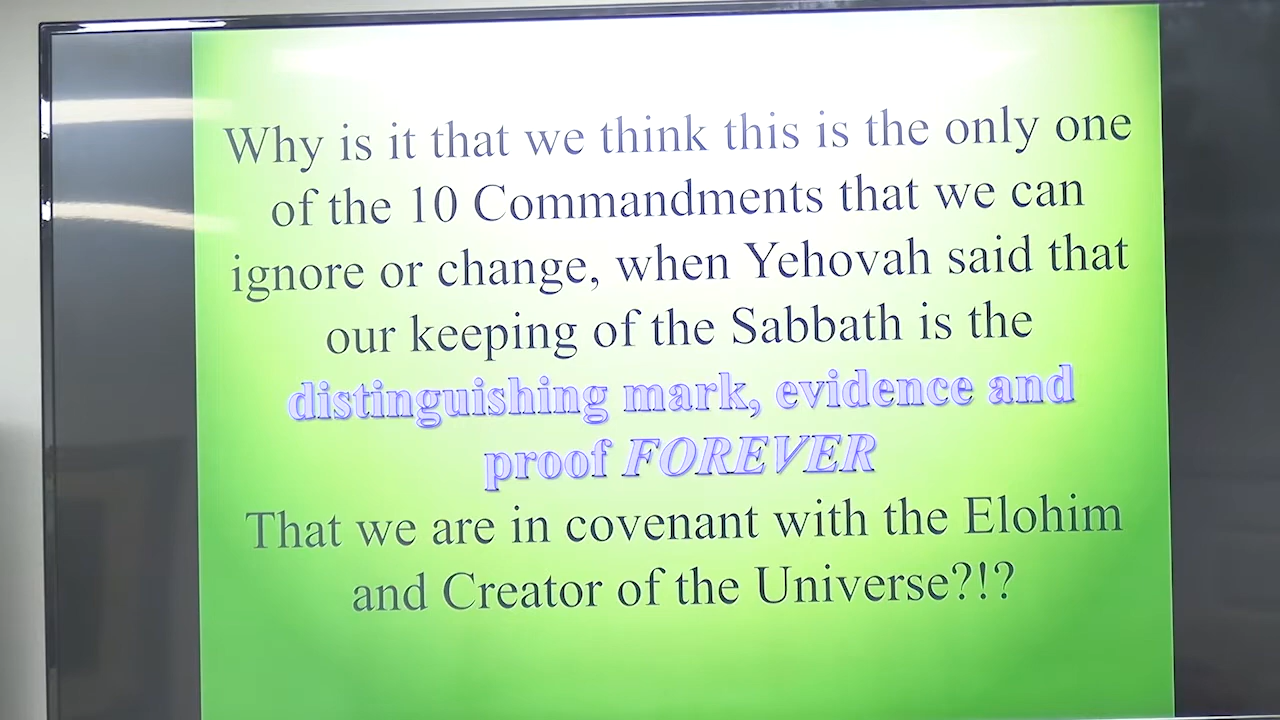 Why is it that we think this is the only one
of the 10 Commandments that we can
ignore or change, when Yehovah said that
our keeping of the Sabbath is the
distinguishing mark, evidence and
proof FOREVER
That we are in covenant with the Elohim
and Creator of the Universe?!?